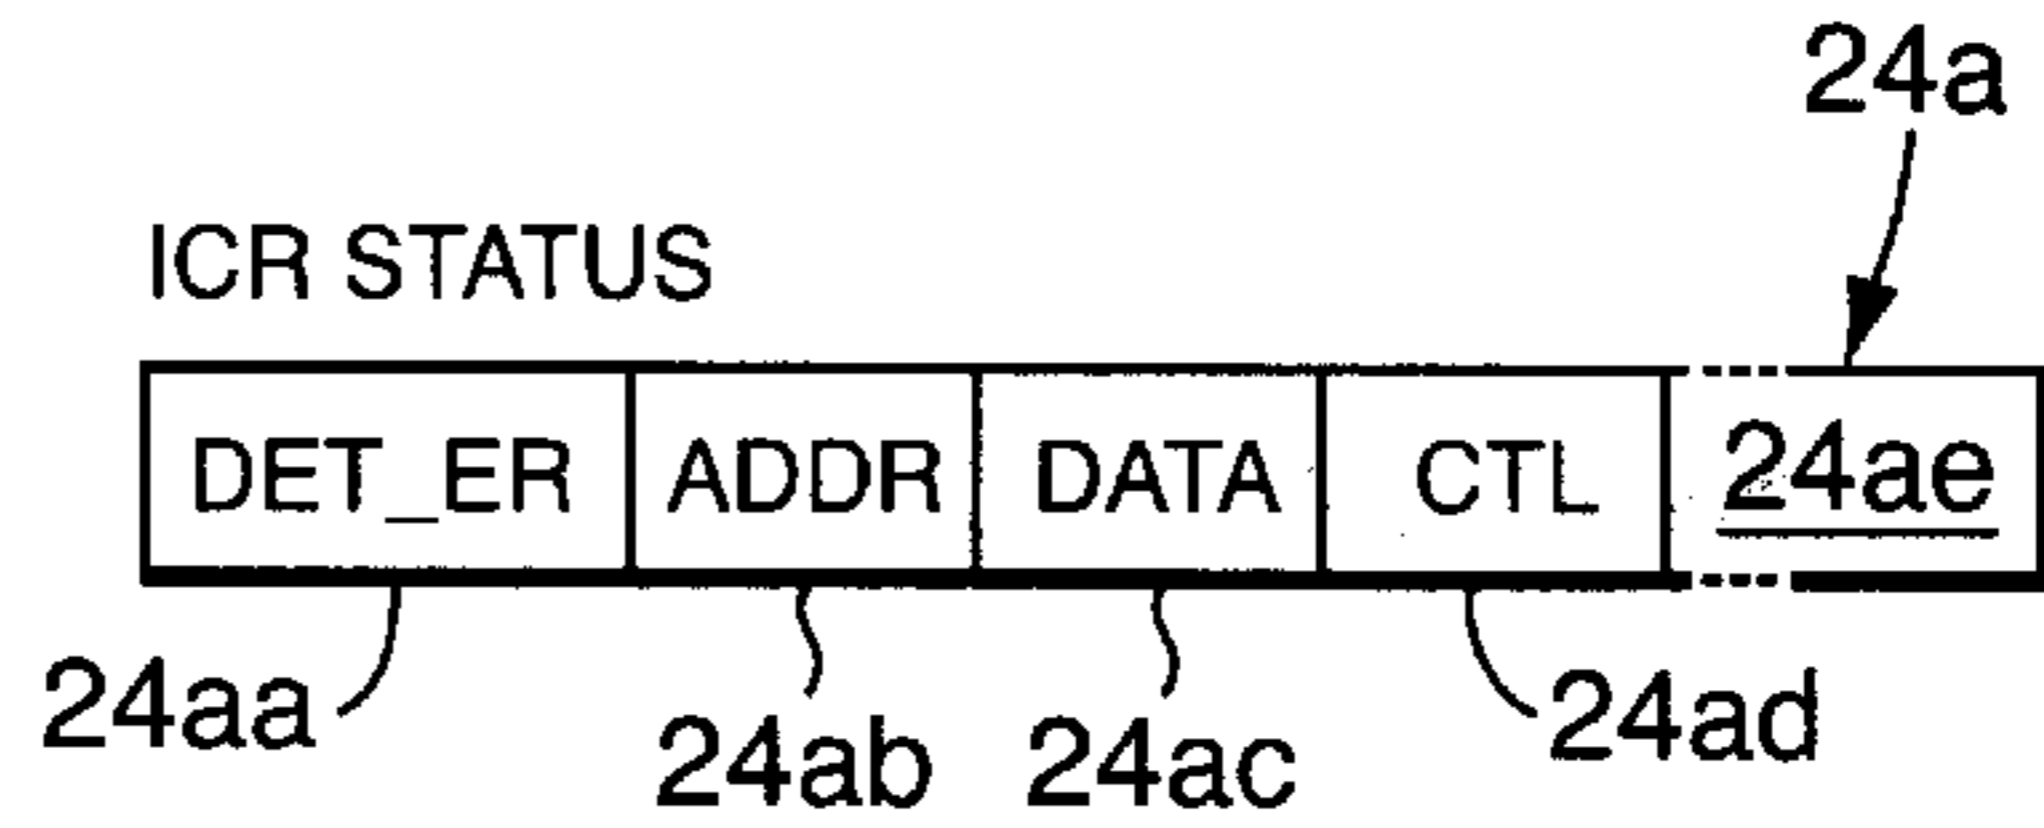 24a
ICR STATUS
DET_ER ADDR DATA CTL 24ae
24aa 24ab 24ac 24ad